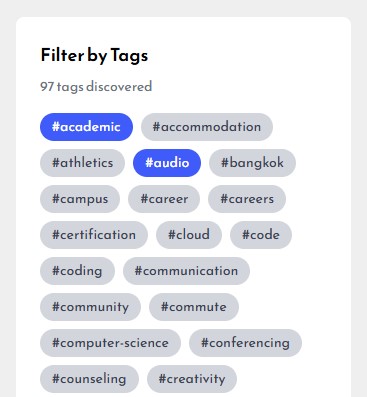 Filter by Tags
97 tags discovered
#academic #accommodation
#athletics #audio #bangkok
#campus #career #careers
#certification #cloud #code
#coding #communication
#community #commute
#computer-science #conferencing
#counseling #creativity